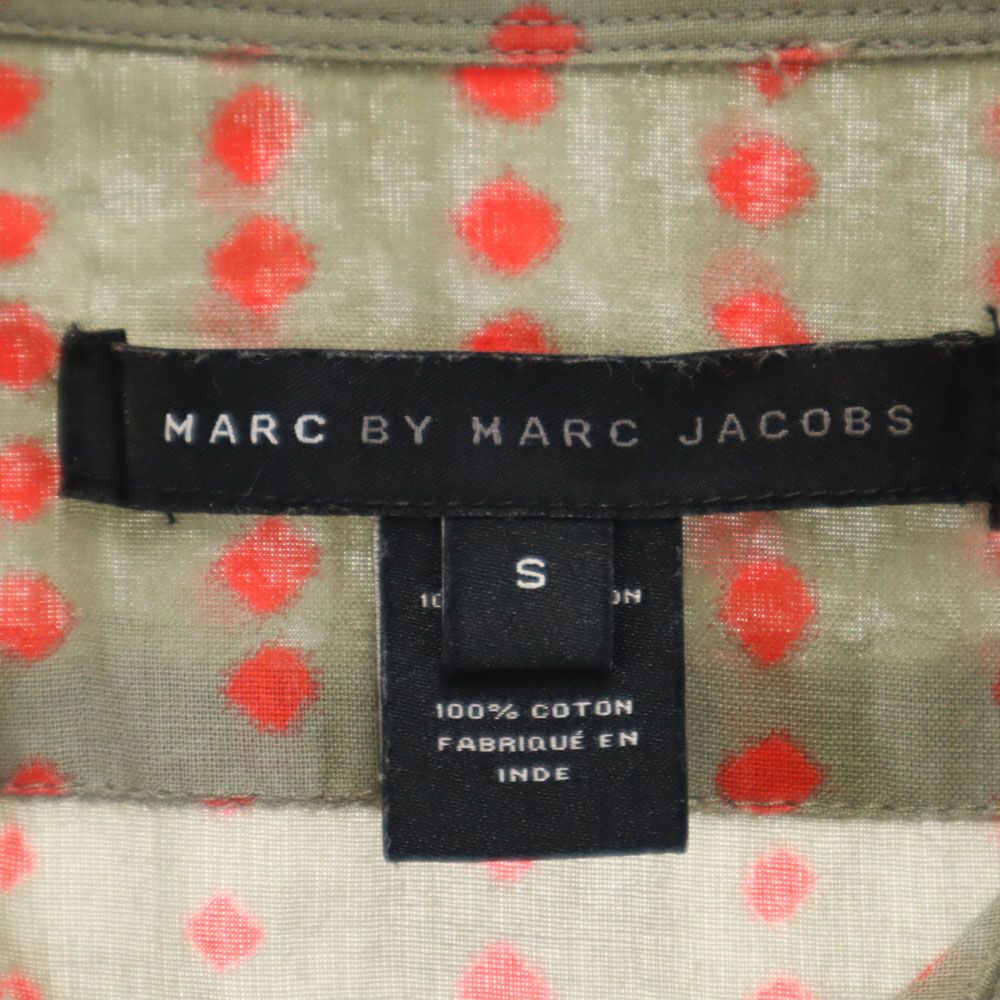 MARC BY MARC JACOBS
S
100% COTON
FABRIQUÉ EN
INDE